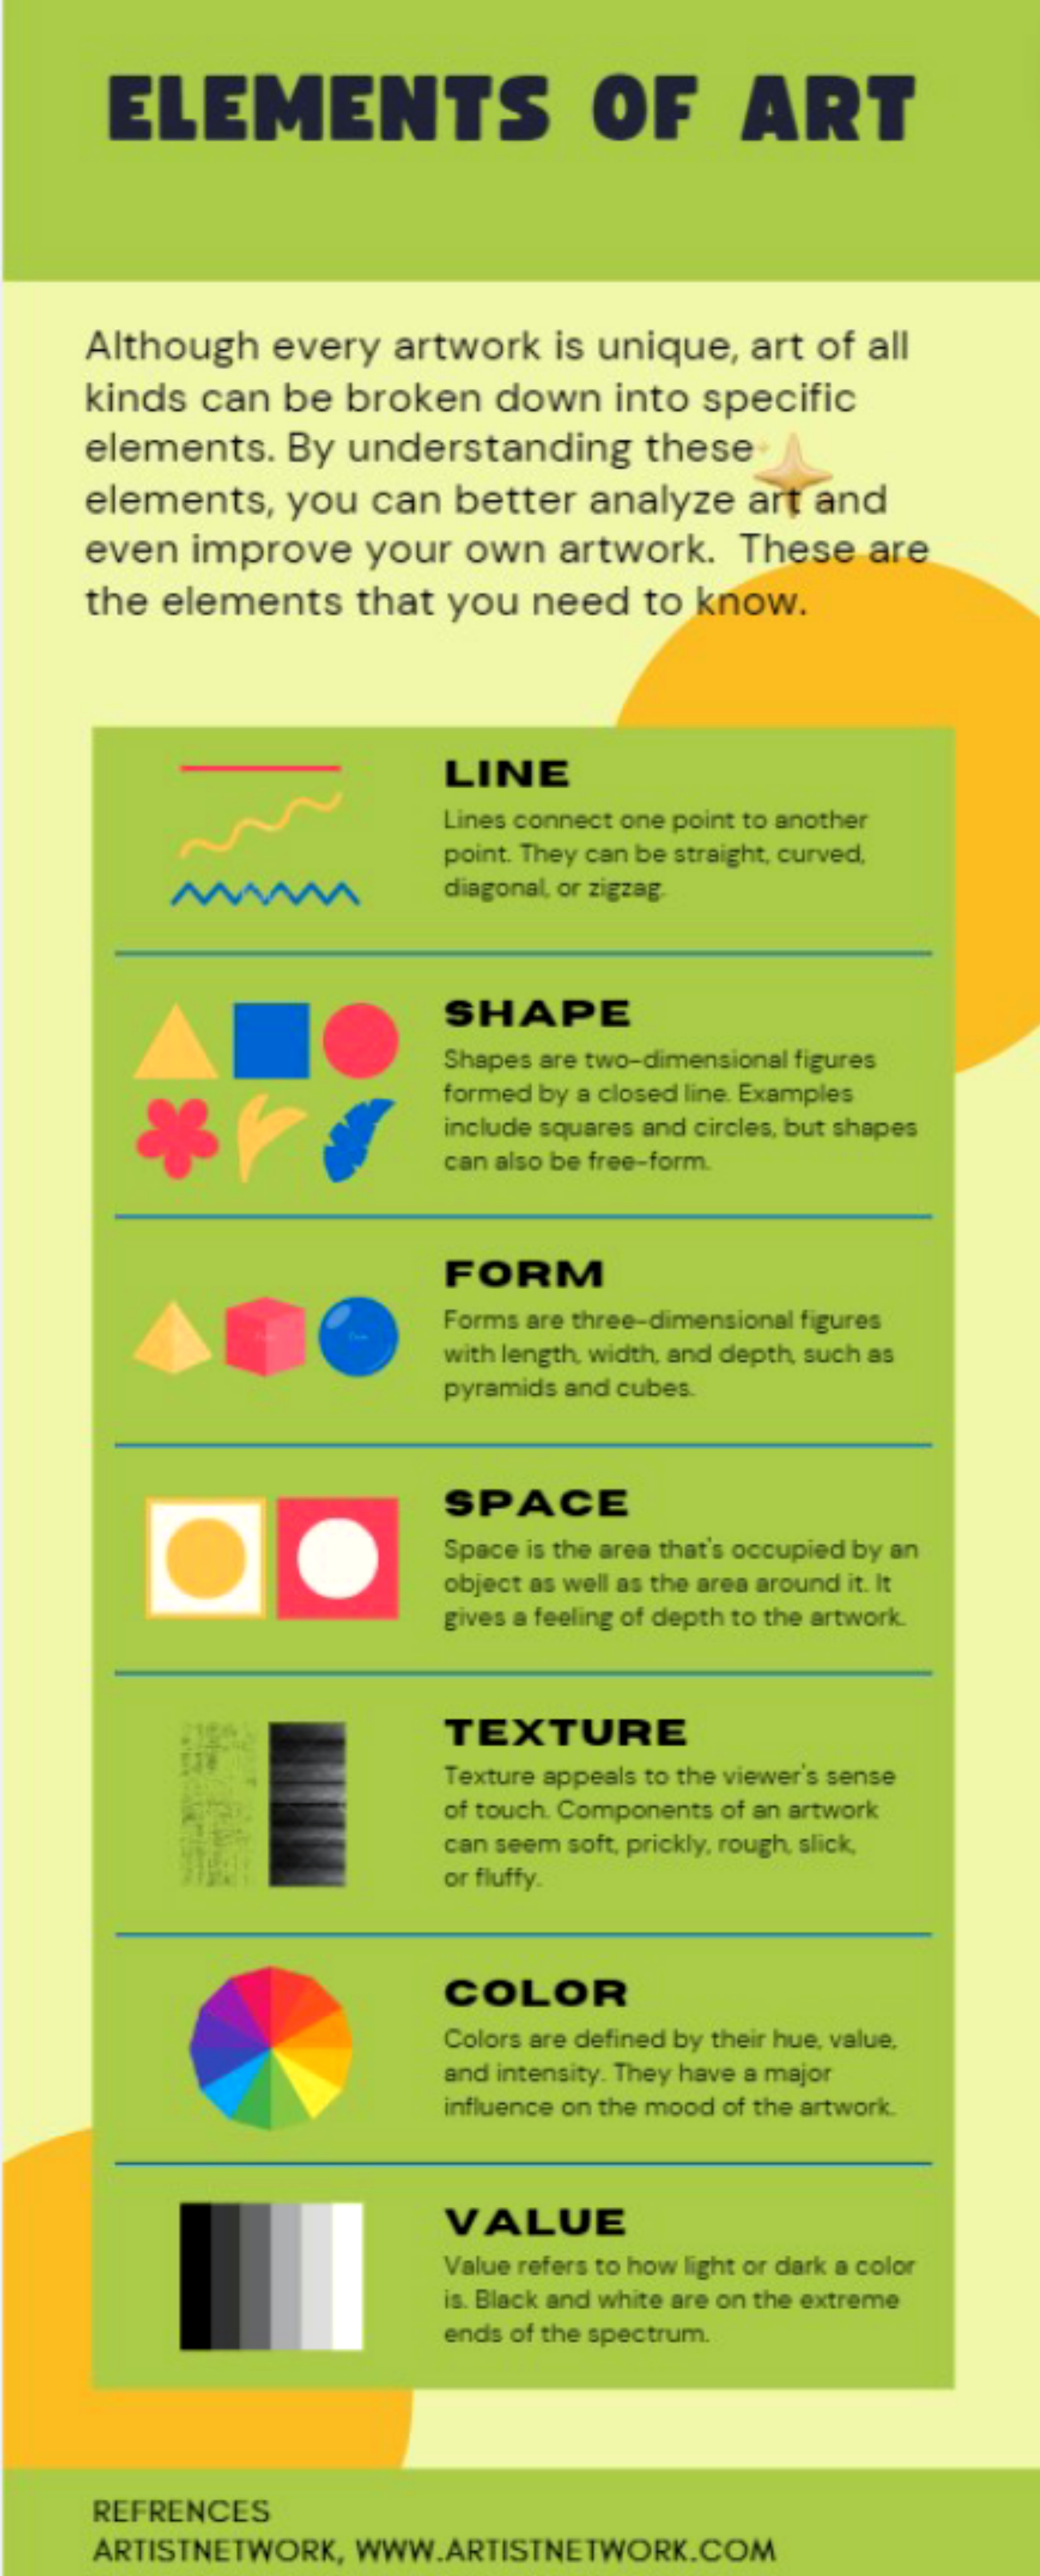 ELEMENTS OF ART
Although every artwork is unique, art of all
kinds can be broken down into specific
elements. By understanding these
elements, you can better analyze art and
even improve your own artwork.  These are
the elements that you need to know.
LINE
Lines connect one point to another
point. They can be straight, curved,
diagonal, or zigzag.
SHAPE
Shapes are two-dimensional figures
formed by a closed line. Examples
include squares and circles, but shapes
can also be free-form.
FORM
Forms are three-dimensional figures
with length, width, and depth, such as
pyramids and cubes.
SPACE
Space is the area that's occupied by an
object as well as the area around it. It
gives a feeling of depth to the artwork.
TEXTURE
Texture appeals to the viewer's sense
of touch. Components of an artwork
can seem soft, prickly, rough, slick,
or fluffy.
COLOR
Colors are defined by their hue, value,
and intensity. They have a major
influence on the mood of the artwork.
VALUE
Value refers to how light or dark a color
is. Black and white are on the extreme
ends of the spectrum.
REFRENCES
ARTISTNETWORK, WWW.ARTISTNETWORK.COM